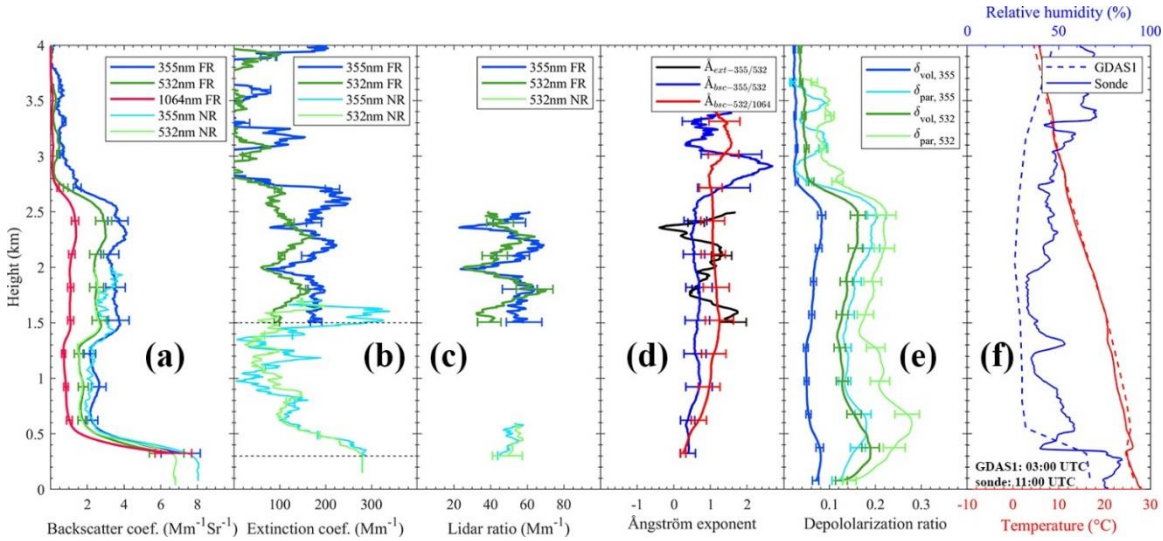 Relative humidity (%)
10 30 50 70 90 100
4
3.5
3
2.5
2
1.5
1
0.5
0
Height (km)
355nm FR
532nm FR
1064nm FR
355nm NR
532nm NR
(a)
2 4 6 8
Backscatter coef. (Mm⁻¹Sr⁻¹)
355nm FR
532nm FR
355nm NR
532nm NR
(b)
100 200 300
Extinction coef. (Mm⁻¹)
355nm FR
532nm FR
532nm NR
(c)
20 40 60 80
Lidar ratio (Mm⁻¹)
Åext−355/532
Åbsc−355/532
Åbsc−532/1064
(d)
0 1 2
Ångström exponent
δvol, 355
δpar, 355
δvol, 532
δpar, 532
(e)
0 0.1 0.2 0.3
Depololarization ratio
GDAS1
Sonde
(f)
GDAS1: 03:00 UTC
sonde: 11:00 UTC
-10 0 10 20 30
Temperature (°C)